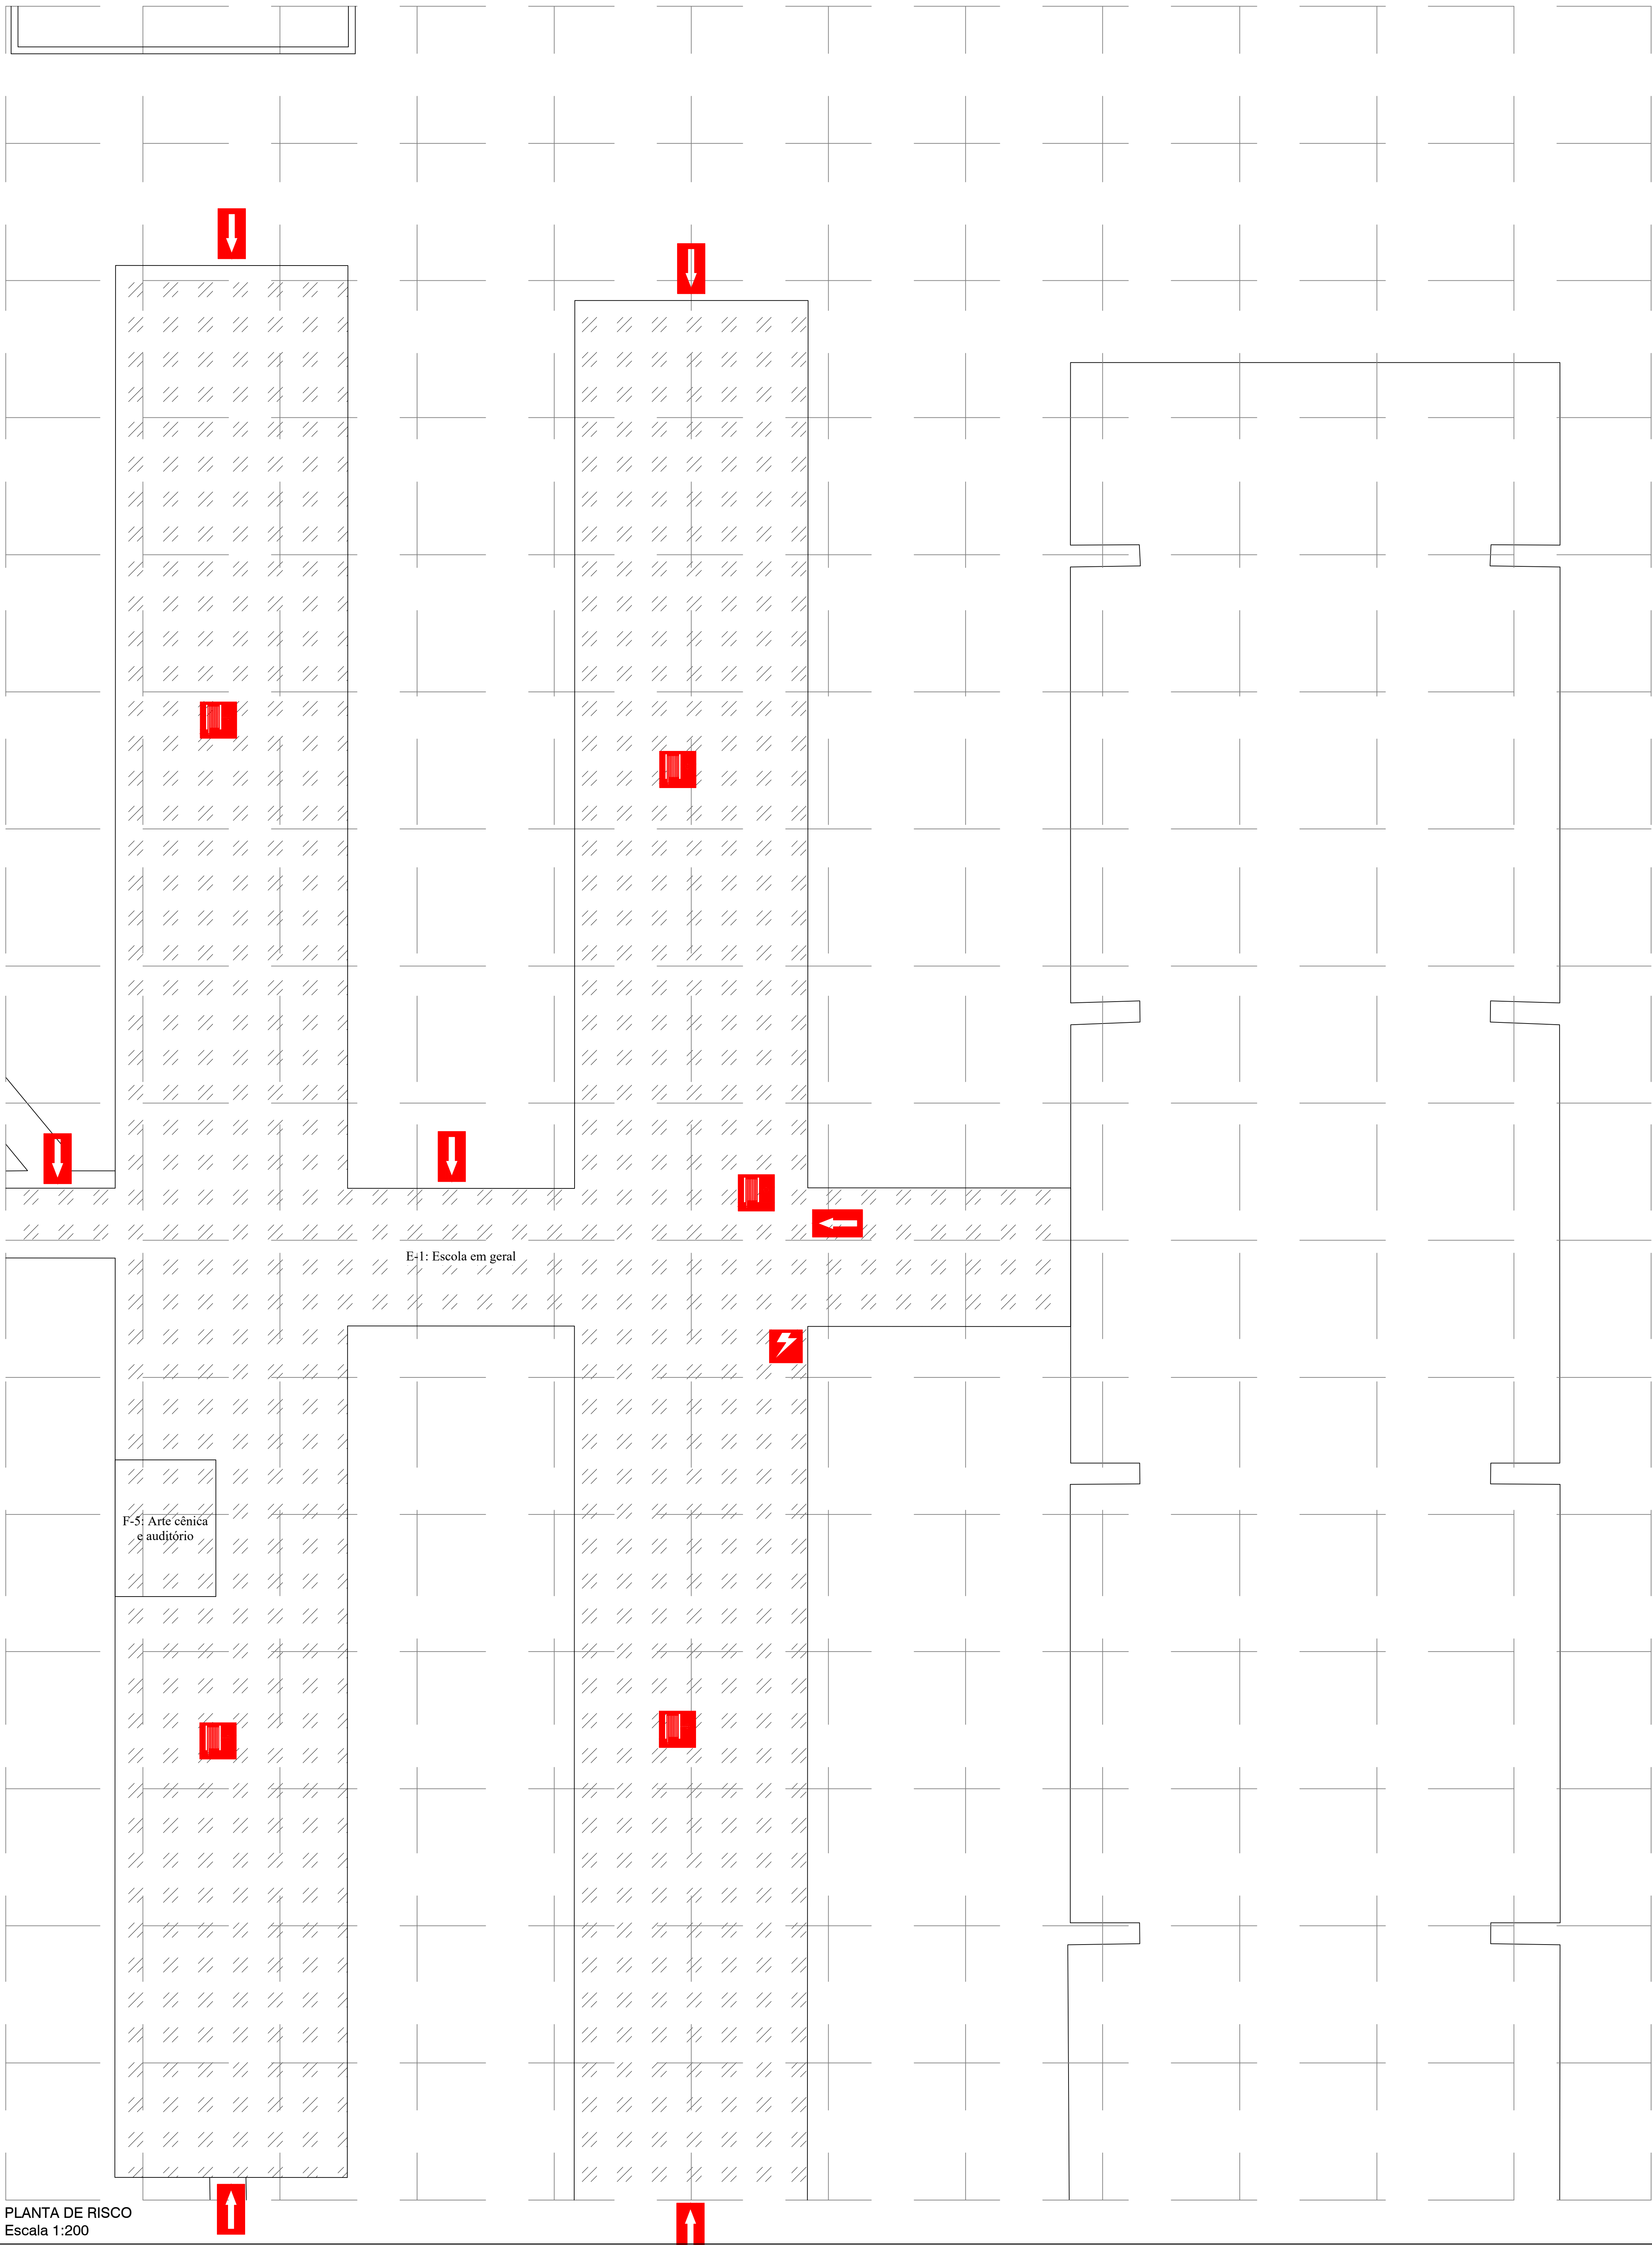 E-1: Escola em geral
F-5: Arte cênica
e auditório
PLANTA DE RISCO
Escala 1:200